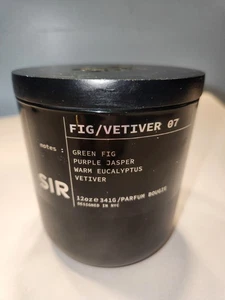 FIG/VETIVER 07
notes :
GREEN FIG
PURPLE JASPER
WARM EUCALYPTUS
VETIVER
SIR
12oz e 341G/PARFUM BOUGIE
DESIGNED IN NYC